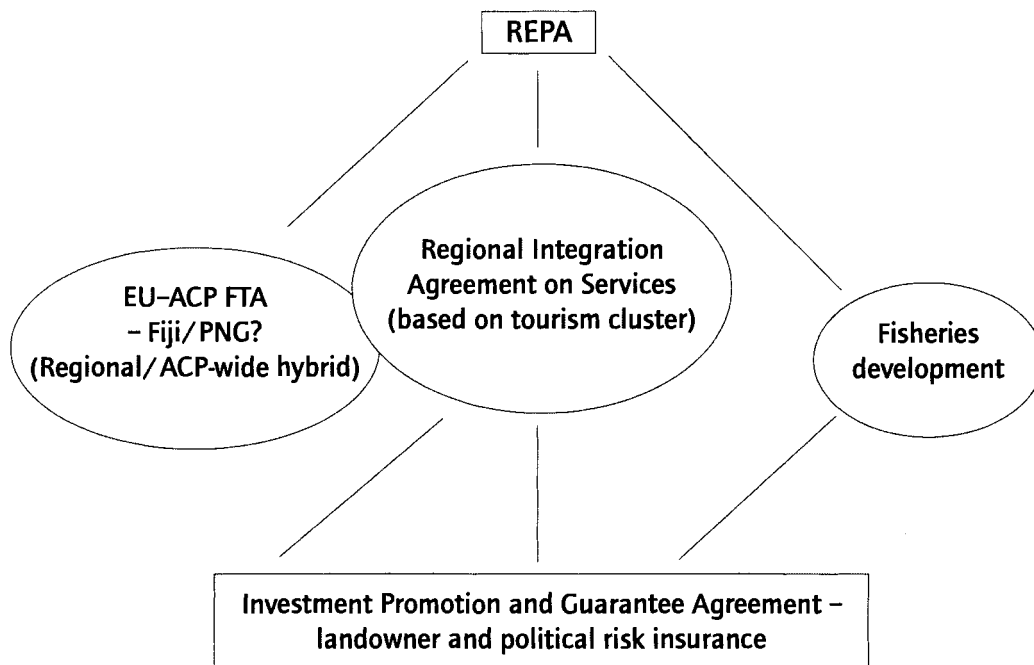 REPA
EU–ACP FTA
– Fiji/PNG?
(Regional/ACP-wide hybrid)
Regional Integration
Agreement on Services
(based on tourism cluster)
Fisheries
development
Investment Promotion and Guarantee Agreement –
landowner and political risk insurance